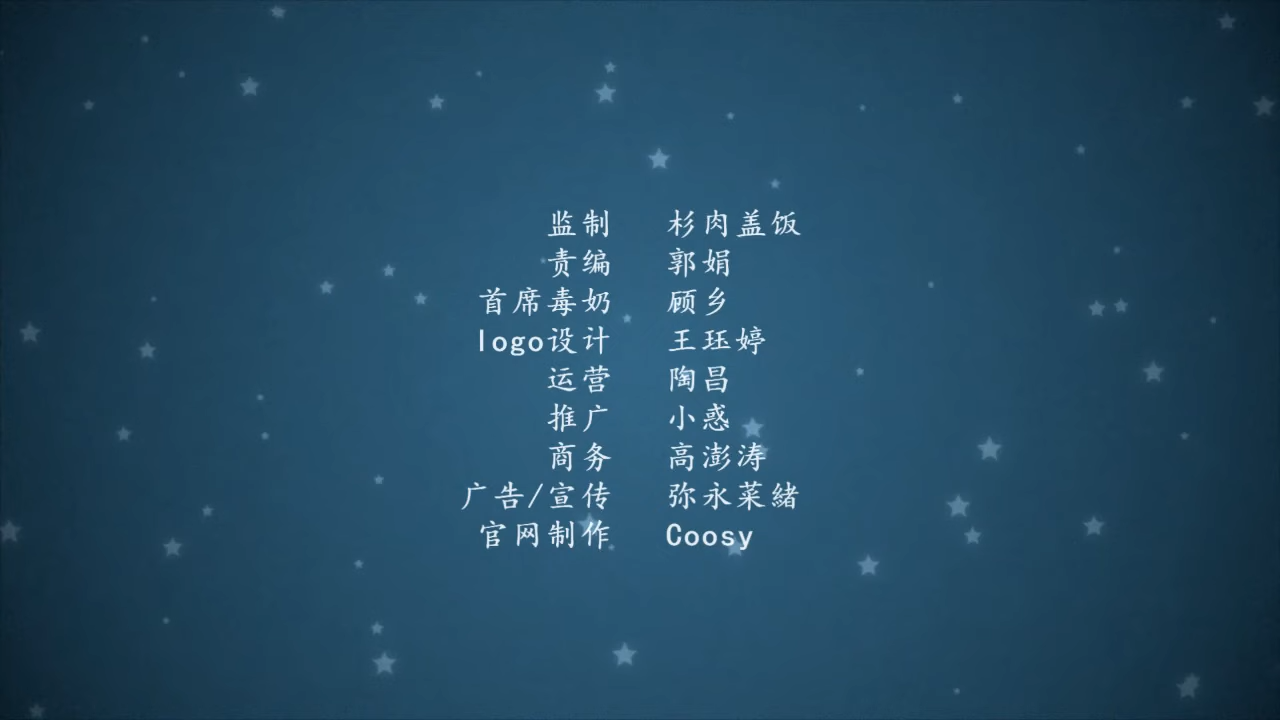 监制 杉肉盖饭
责编 郭娟
首席毒奶 顾乡
logo设计 王珏婷
运营 陶昌
推广 小惑
商务 高澎涛
广告/宣传 弥永菜緒
官网制作 Coosy